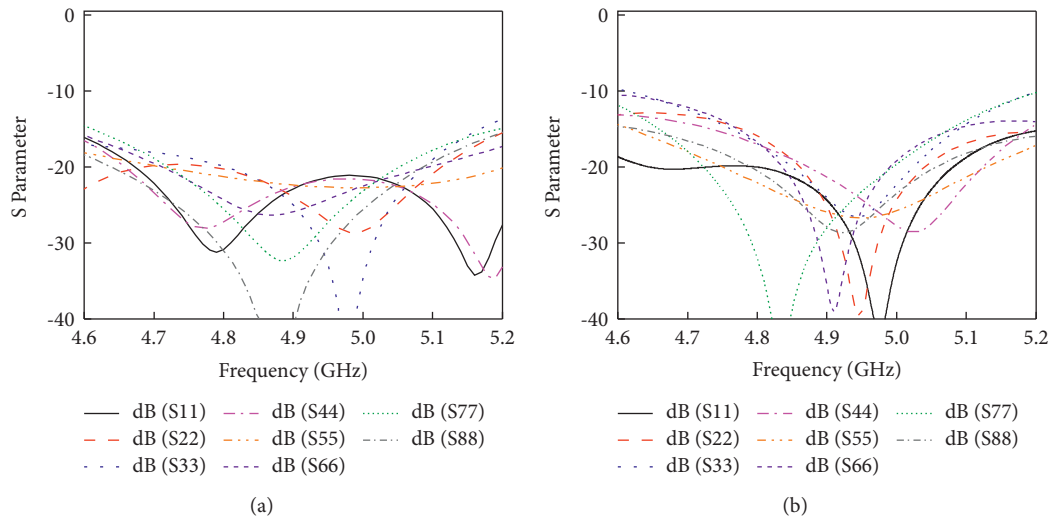 0
-10
-20
-30
-40
S Parameter
4.6 4.7 4.8 4.9 5.0 5.1 5.2
Frequency (GHz)
dB (S11) dB (S44) dB (S77)
dB (S22) dB (S55) dB (S88)
dB (S33) dB (S66)
(a)
0
-10
-20
-30
-40
S Parameter
4.6 4.7 4.8 4.9 5.0 5.1 5.2
Frequency (GHz)
dB (S11) dB (S44) dB (S77)
dB (S22) dB (S55) dB (S88)
dB (S33) dB (S66)
(b)